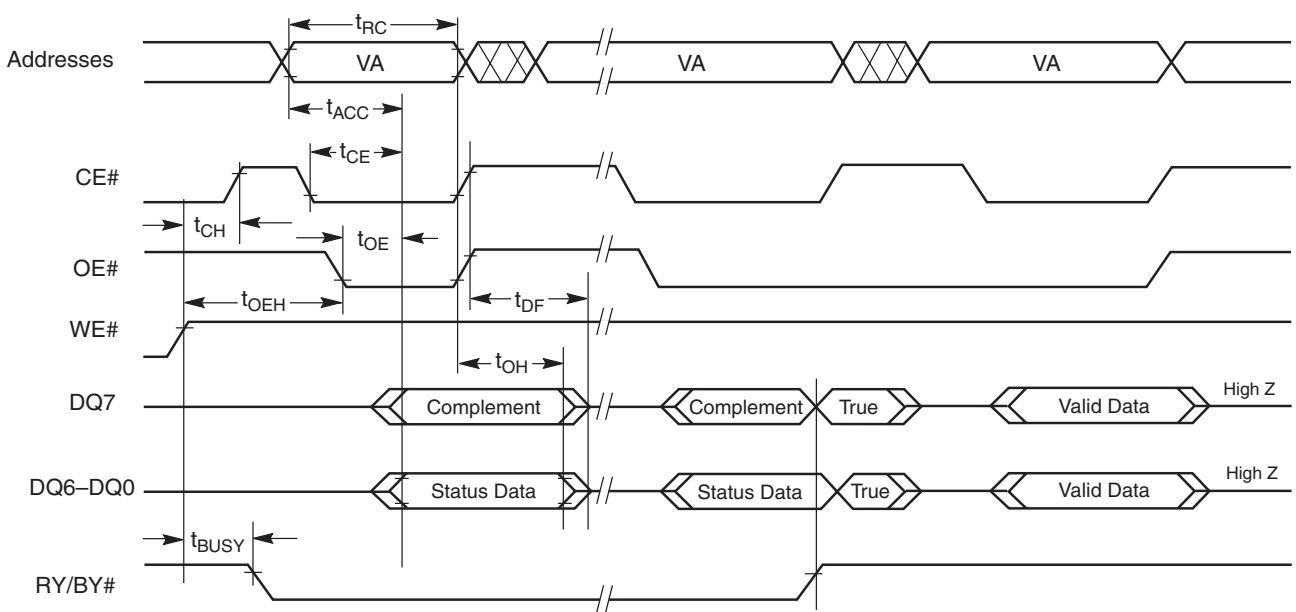 tRC
Addresses VA VA VA
tACC
tCE
CE#
tCH
tOE
OE#
tOEH tDF
WE#
tOH
DQ7 Complement Complement True Valid Data High Z
DQ6–DQ0 Status Data Status Data True Valid Data High Z
tBUSY
RY/BY#